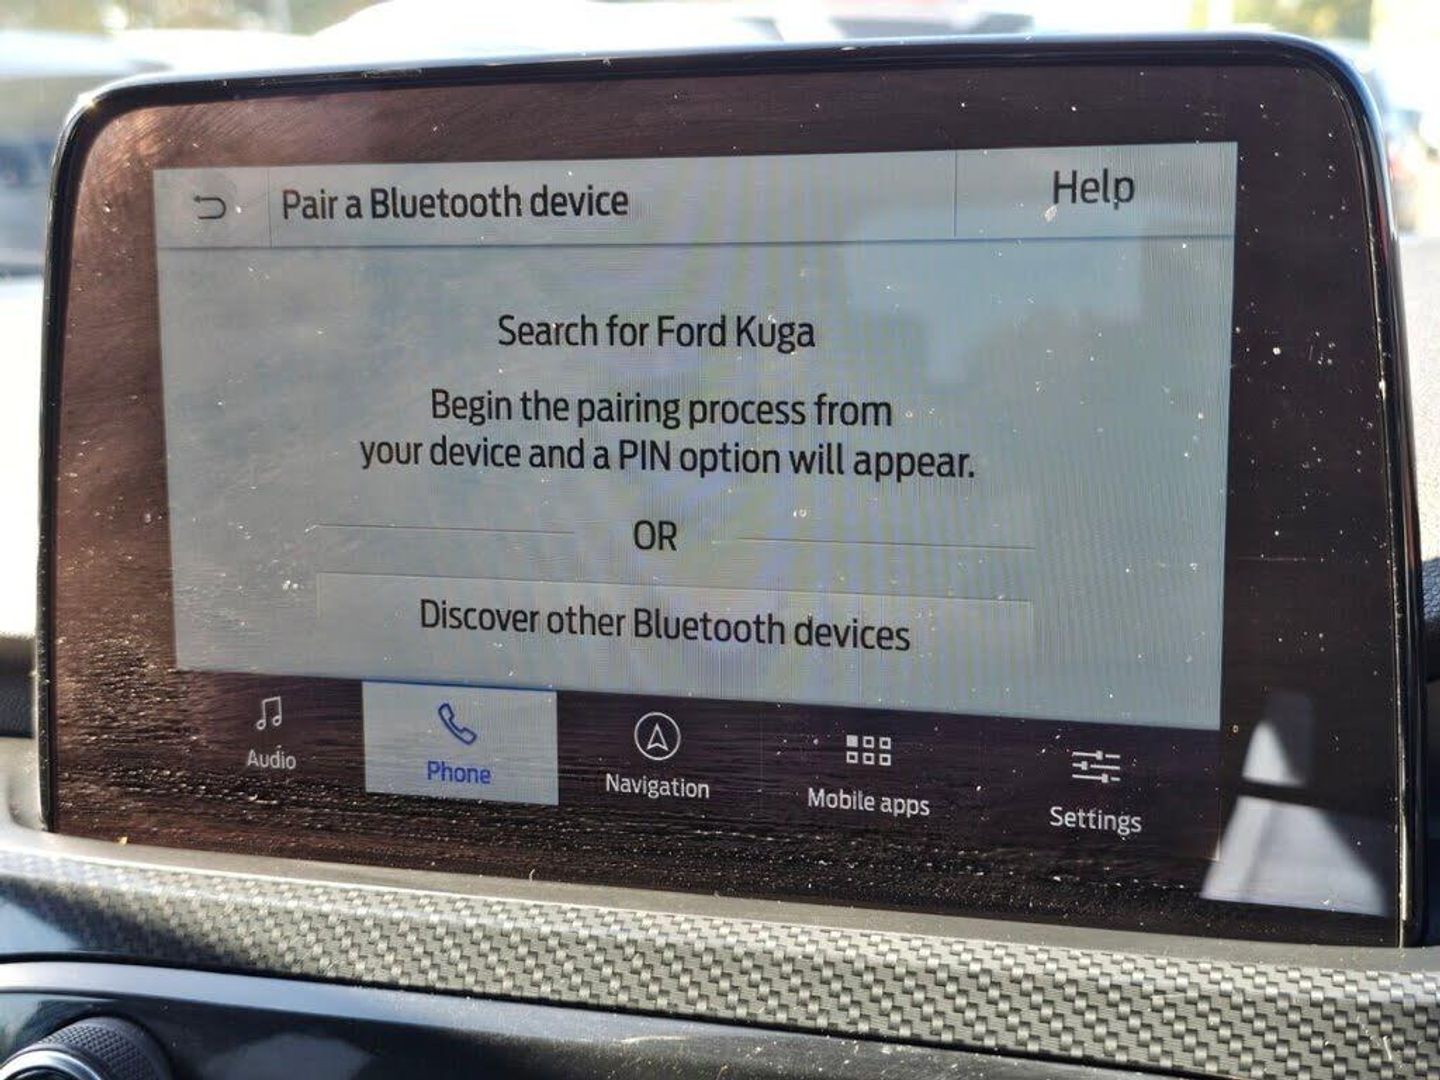 Pair a Bluetooth device
Help
Search for Ford Kuga
Begin the pairing process from
your device and a PIN option will appear.
OR
Discover other Bluetooth devices
Audio
Phone
Navigation
Mobile apps
Settings